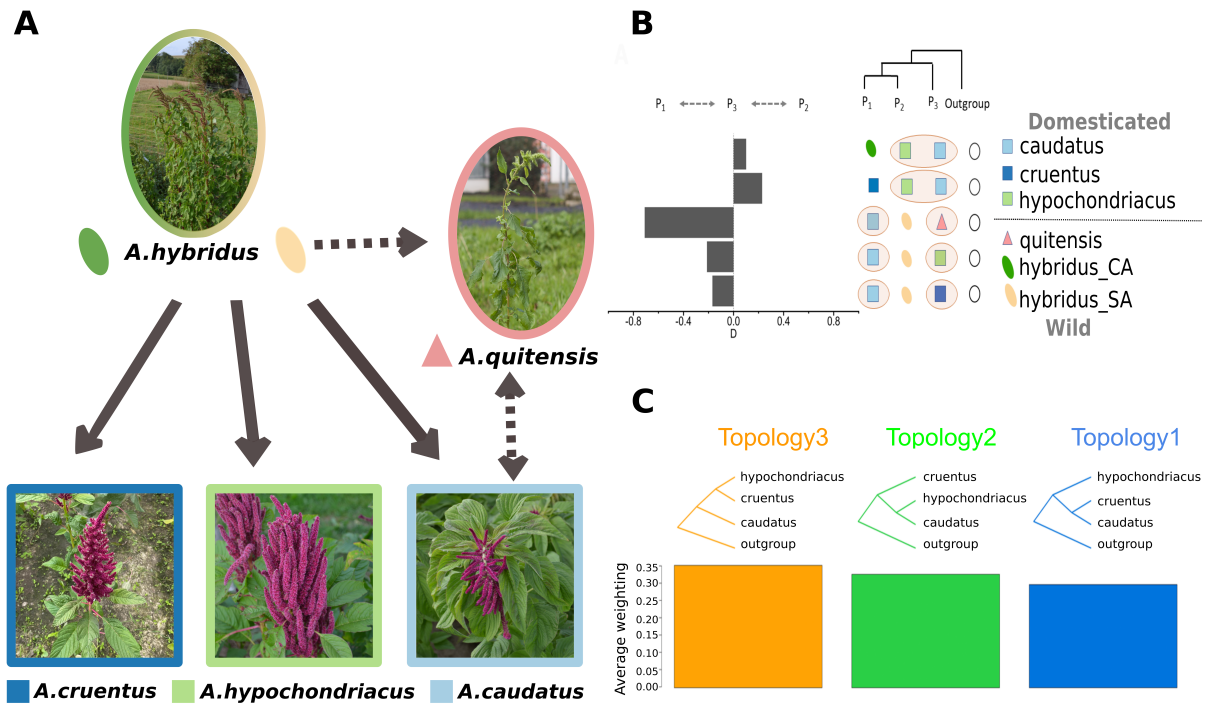 A
A.hybridus
A.quitensis
A.cruentus
A.hypochondriacus
A.caudatus
B
A
P1 P3 P2
P1 P2 P3 Outgroup
-0.8 -0.4 0.0 0.4 0.8
D
Domesticated
caudatus
cruentus
hypochondriacus
quitensis
hybridus_CA
hybridus_SA
Wild
C
Topology3
hypochondriacus
cruentus
caudatus
outgroup
Topology2
cruentus
hypochondriacus
caudatus
outgroup
Topology1
hypochondriacus
cruentus
caudatus
outgroup
Average weighting
0.35
0.30
0.25
0.20
0.15
0.10
0.05
0.00